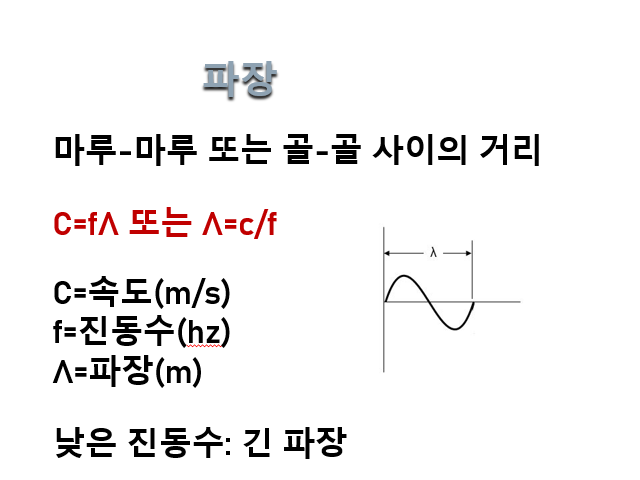 파장
마루-마루 또는 골-골 사이의 거리
C=fΛ 또는 Λ=c/f
λ
C=속도(m/s)
f=진동수(hz)
Λ=파장(m)
낮은 진동수: 긴 파장